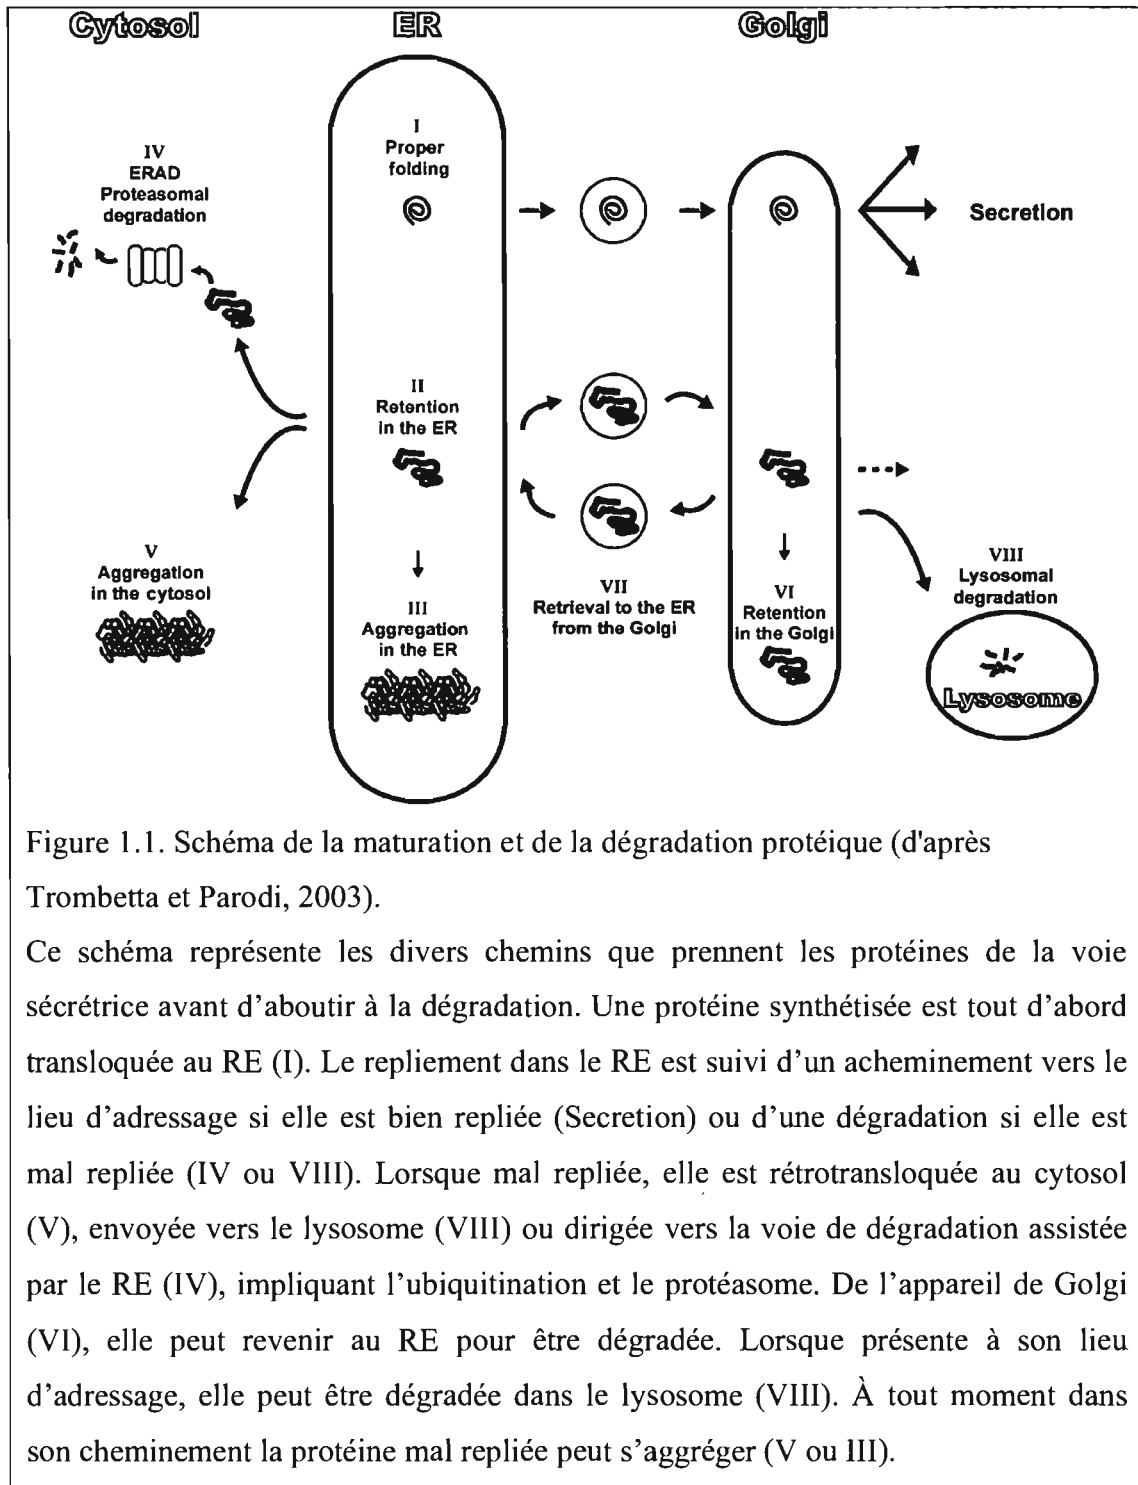 Cytosol ER Golgi
I
Proper
folding
IV
ERAD
Proteasomal
degradation
Secretion
II
Retention
in the ER
V
Aggregation
in the cytosol
III
Aggregation
in the ER
VII
Retrieval to the ER
from the Golgi
VI
Retention
in the Golgi
VIII
Lysosomal
degradation
Lysosome
Figure 1.1. Schéma de la maturation et de la dégradation protéique (d'après
Trombetta et Parodi, 2003).
Ce schéma représente les divers chemins que prennent les protéines de la voie
sécrétrice avant d’aboutir à la dégradation. Une protéine synthétisée est tout d’abord
transloquée au RE (I). Le repliement dans le RE est suivi d’un acheminement vers le
lieu d’adressage si elle est bien repliée (Secretion) ou d’une dégradation si elle est
mal repliée (IV ou VIII). Lorsque mal repliée, elle est rétrotransloquée au cytosol
(V), envoyée vers le lysosome (VIII) ou dirigée vers la voie de dégradation assistée
par le RE (IV), impliquant l’ubiquitination et le protéasome. De l’appareil de Golgi
(VI), elle peut revenir au RE pour être dégradée. Lorsque présente à son lieu
d’adressage, elle peut être dégradée dans le lysosome (VIII). À tout moment dans
son cheminement la protéine mal repliée peut s’aggréger (V ou III).